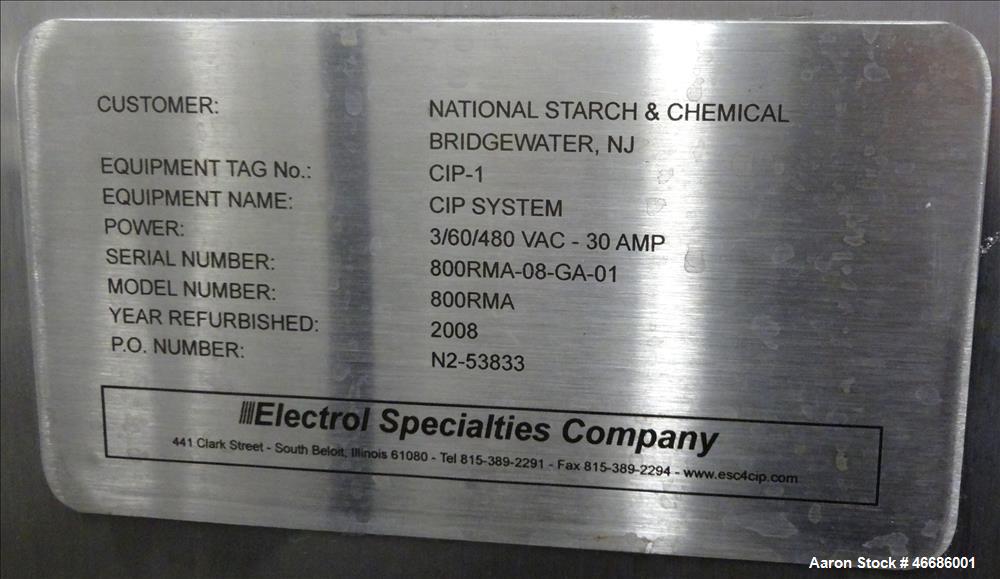 CUSTOMER: NATIONAL STARCH & CHEMICAL
BRIDGEWATER, NJ
EQUIPMENT TAG No.: CIP-1
EQUIPMENT NAME: CIP SYSTEM
POWER: 3/60/480 VAC - 30 AMP
SERIAL NUMBER: 800RMA-08-GA-01
MODEL NUMBER: 800RMA
YEAR REFURBISHED: 2008
P.O. NUMBER: N2-53833
Electrol Specialties Company
441 Clark Street - South Beloit, Illinois 61080 - Tel 815-389-2291 - Fax 815-389-2294 - www.esc4cip.com
Aaron Stock # 46686001